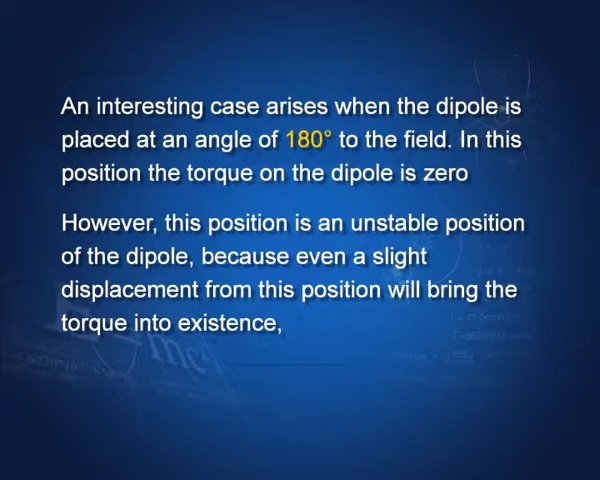 An interesting case arises when the dipole is
placed at an angle of 180° to the field. In this
position the torque on the dipole is zero
However, this position is an unstable position
of the dipole, because even a slight
displacement from this position will bring the
torque into existence,